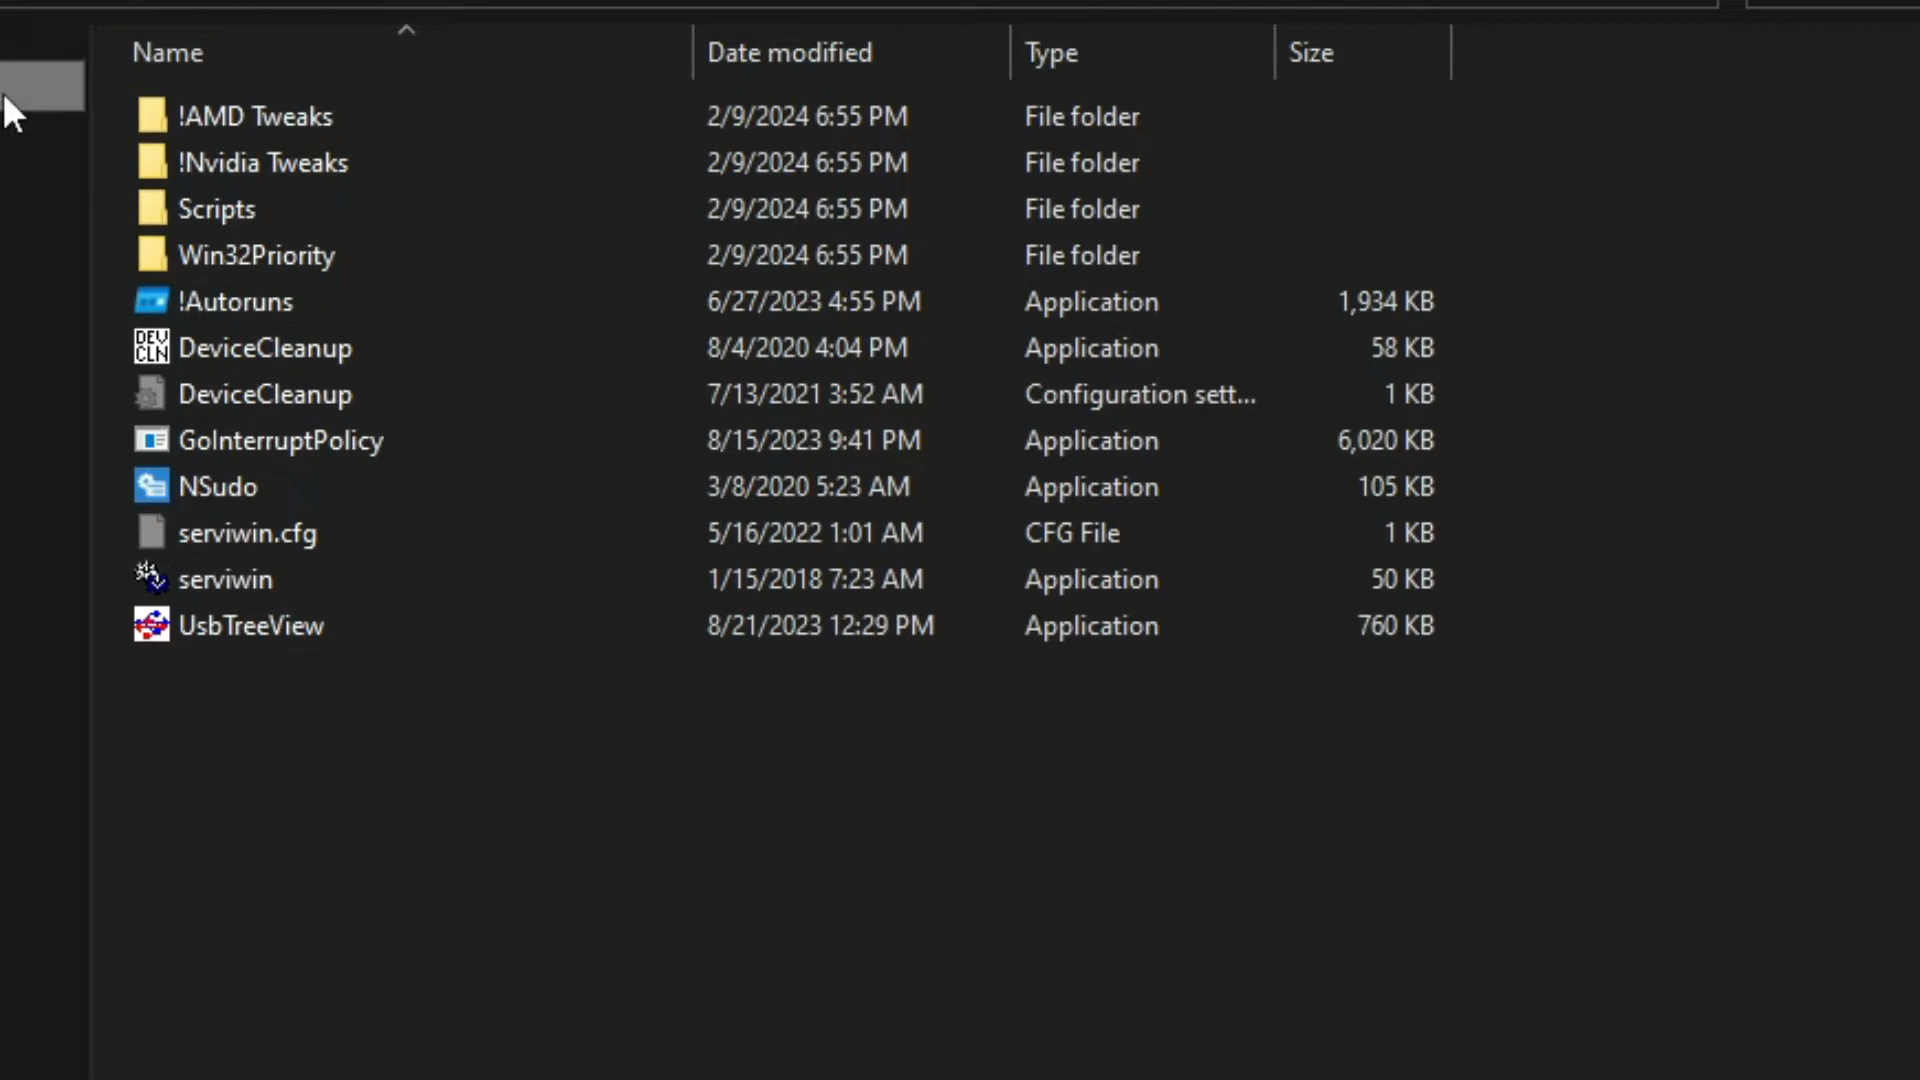 Name Date modified Type Size
!AMD Tweaks 2/9/2024 6:55 PM File folder
!Nvidia Tweaks 2/9/2024 6:55 PM File folder
Scripts 2/9/2024 6:55 PM File folder
Win32Priority 2/9/2024 6:55 PM File folder
!Autoruns 6/27/2023 4:55 PM Application 1,934 KB
DEV CLN DeviceCleanup 8/4/2020 4:04 PM Application 58 KB
DeviceCleanup 7/13/2021 3:52 AM Configuration sett... 1 KB
GoInterruptPolicy 8/15/2023 9:41 PM Application 6,020 KB
NSudo 3/8/2020 5:23 AM Application 105 KB
serviwin.cfg 5/16/2022 1:01 AM CFG File 1 KB
serviwin 1/15/2018 7:23 AM Application 50 KB
UsbTreeView 8/21/2023 12:29 PM Application 760 KB